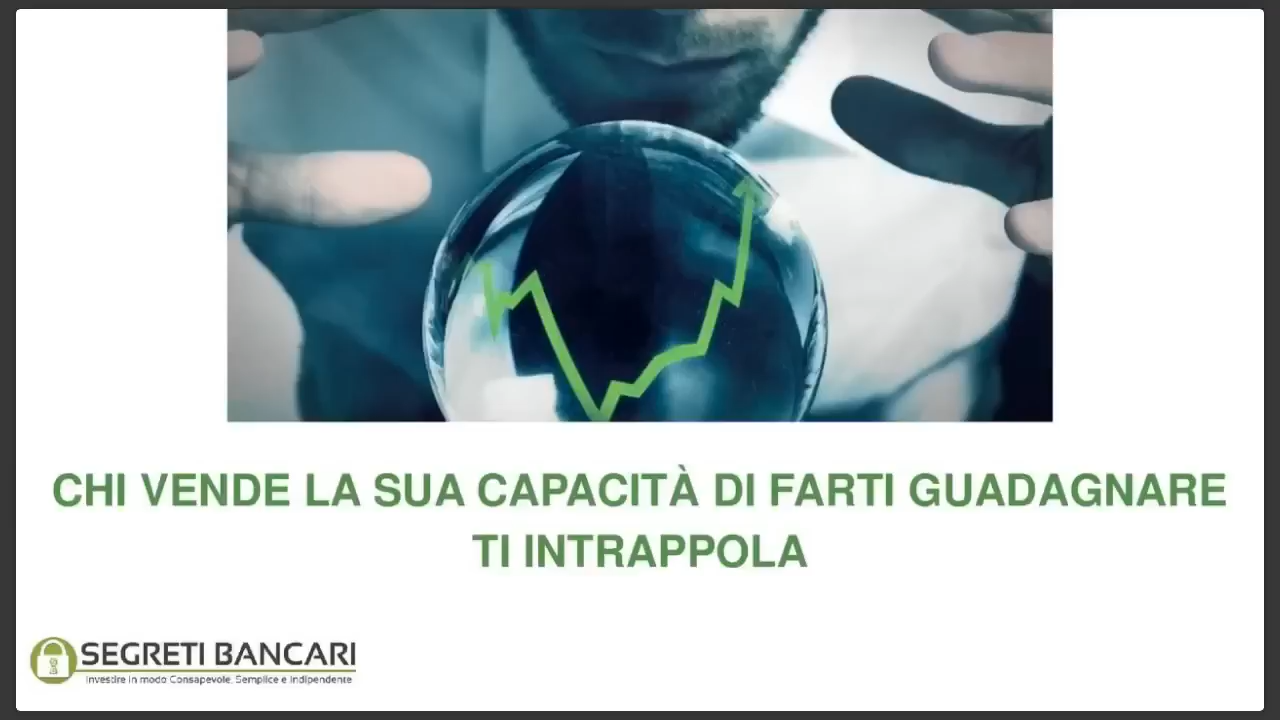 CHI VENDE LA SUA CAPACITÀ DI FARTI GUADAGNARE
TI INTRAPPOLA
SEGRETI BANCARI
Investire in modo Consapevole, Semplice e Indipendente